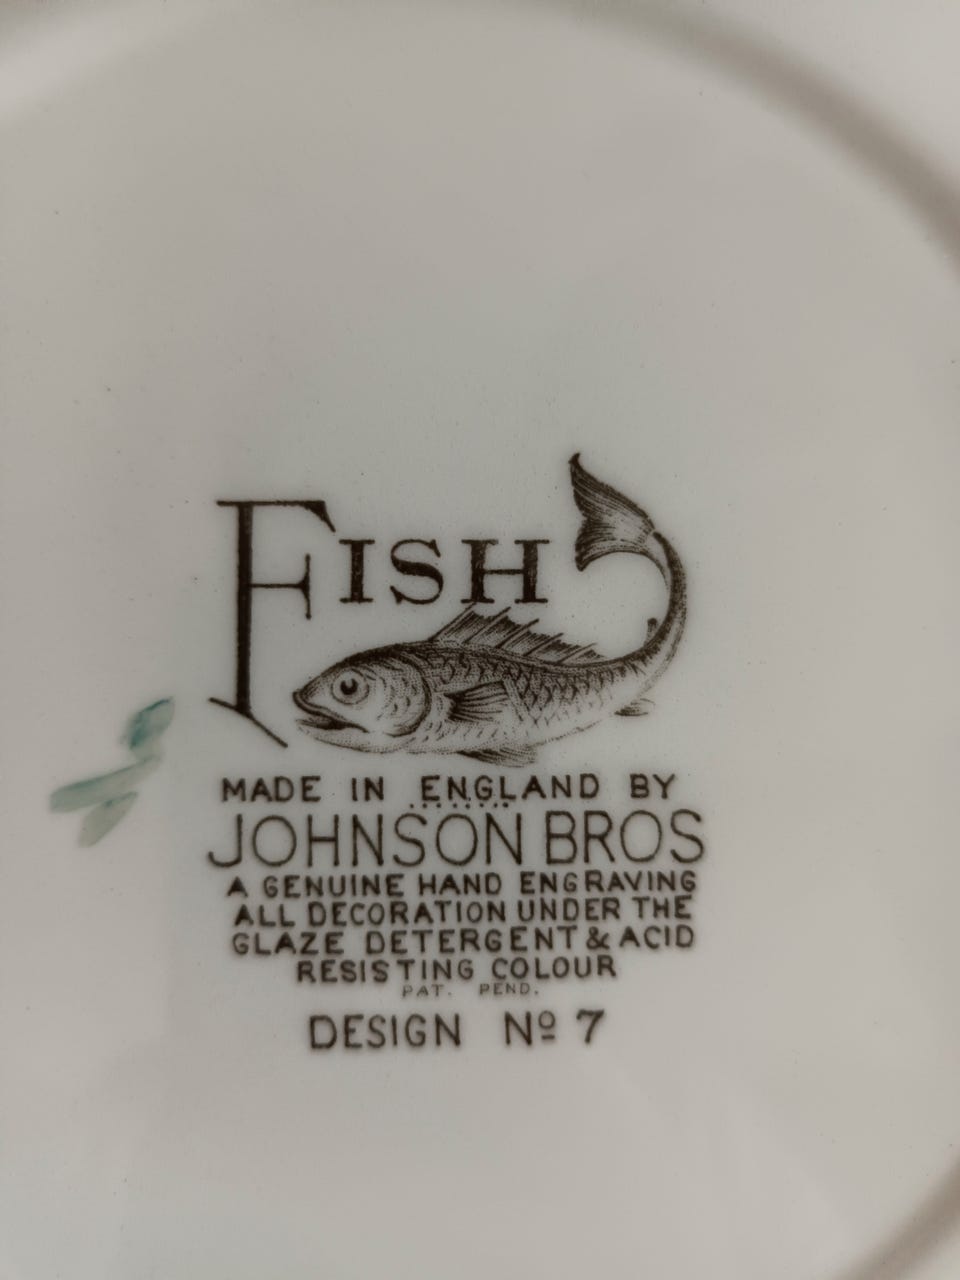 FISH
MADE IN ENGLAND BY
JOHNSON BROS
A GENUINE HAND ENGRAVING
ALL DECORATION UNDER THE
GLAZE DETERGENT & ACID
RESISTING COLOUR
PAT. PEND.
DESIGN Nº 7